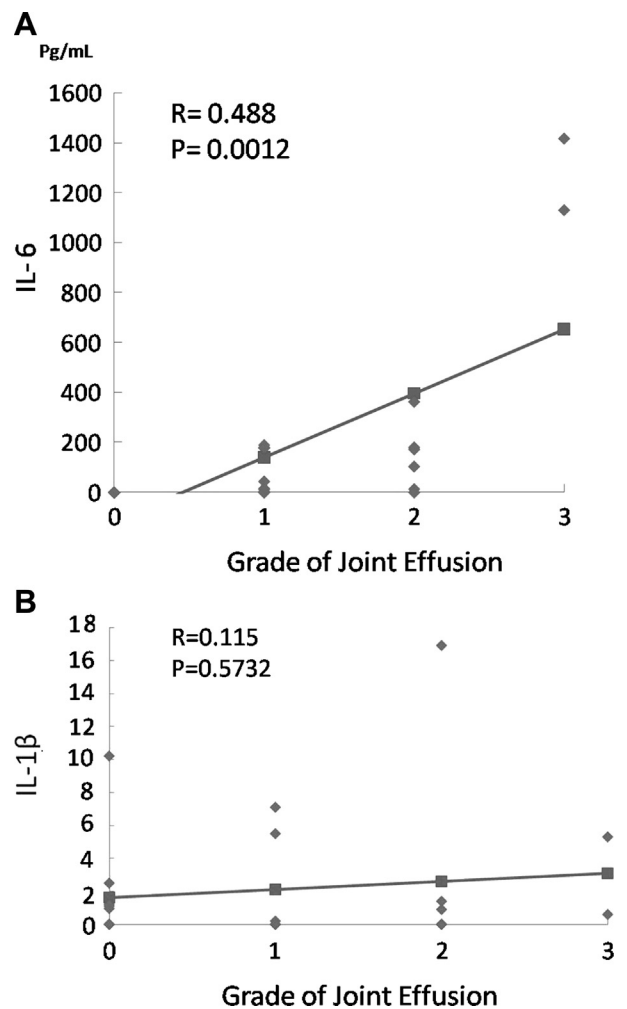 A
Pg/mL
1600
1400
1200
1000
800
600
400
200
0
IL-6
R= 0.488
P= 0.0012
0 1 2 3
Grade of Joint Effusion
B
18
16
14
12
10
8
6
4
2
0
IL-1β
R=0.115
P=0.5732
0 1 2 3
Grade of Joint Effusion